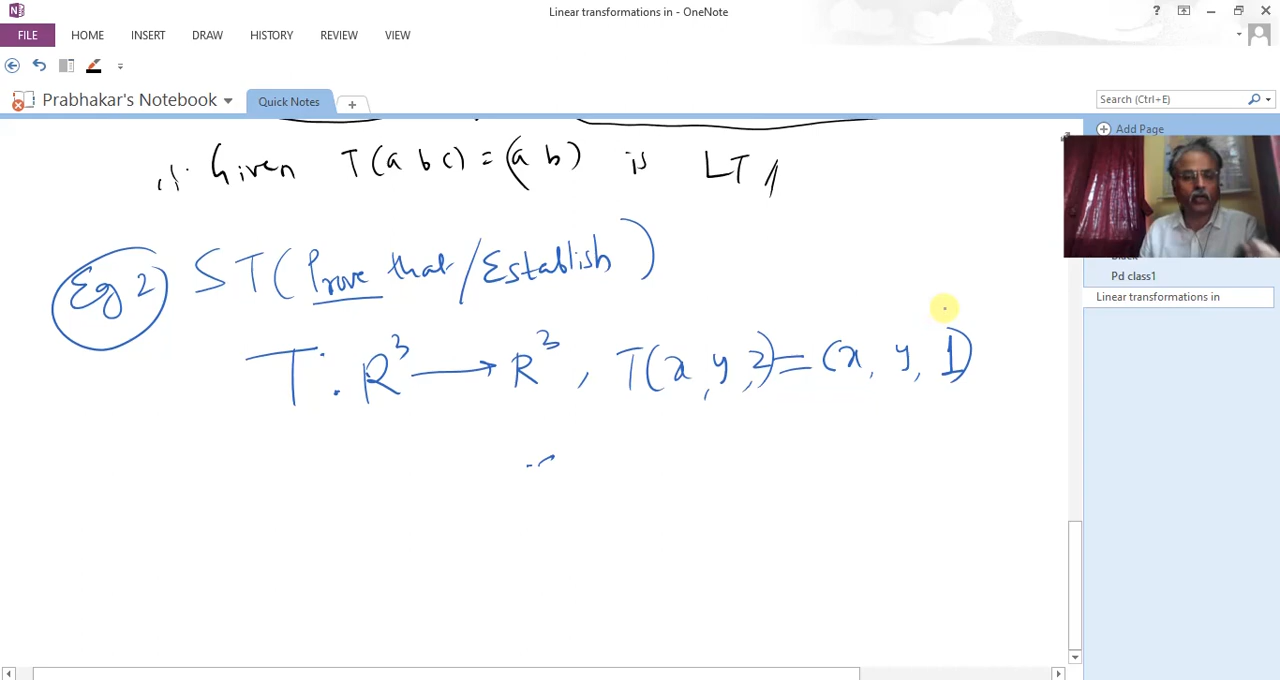 Linear transformations in - OneNote
FILE HOME INSERT DRAW HISTORY REVIEW VIEW
Prabhakar's Notebook Quick Notes
Search (Ctrl+E)
Add Page
Pd class1
Linear transformations in
∴ Given T(a b c) = (a b) is LT //
Eg 2) ST (Prove that / Establish)
T : R³ → R³, T(x, y, z) = (x, y, 1)